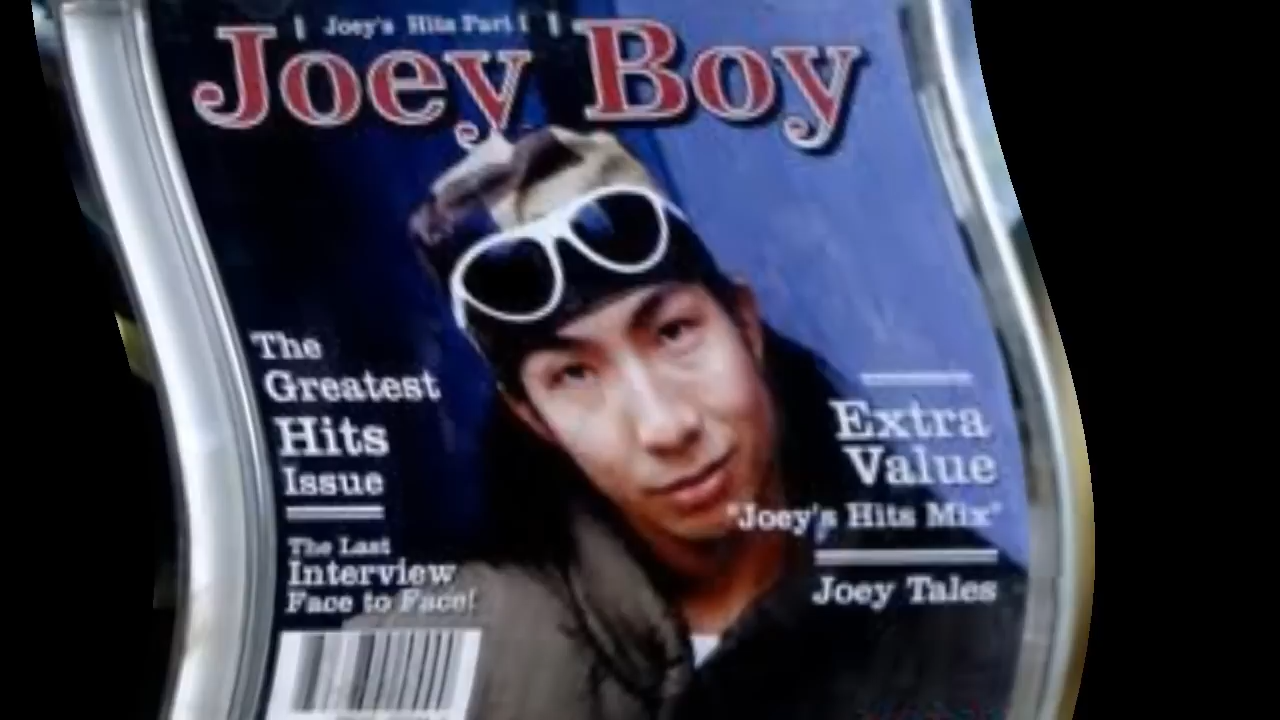 Joey's Hits Part I
Joey Boy
The
Greatest
Hits
Issue
The Last
Interview
Face to Face!
Extra
Value
"Joey's Hits Mix"
Joey Tales